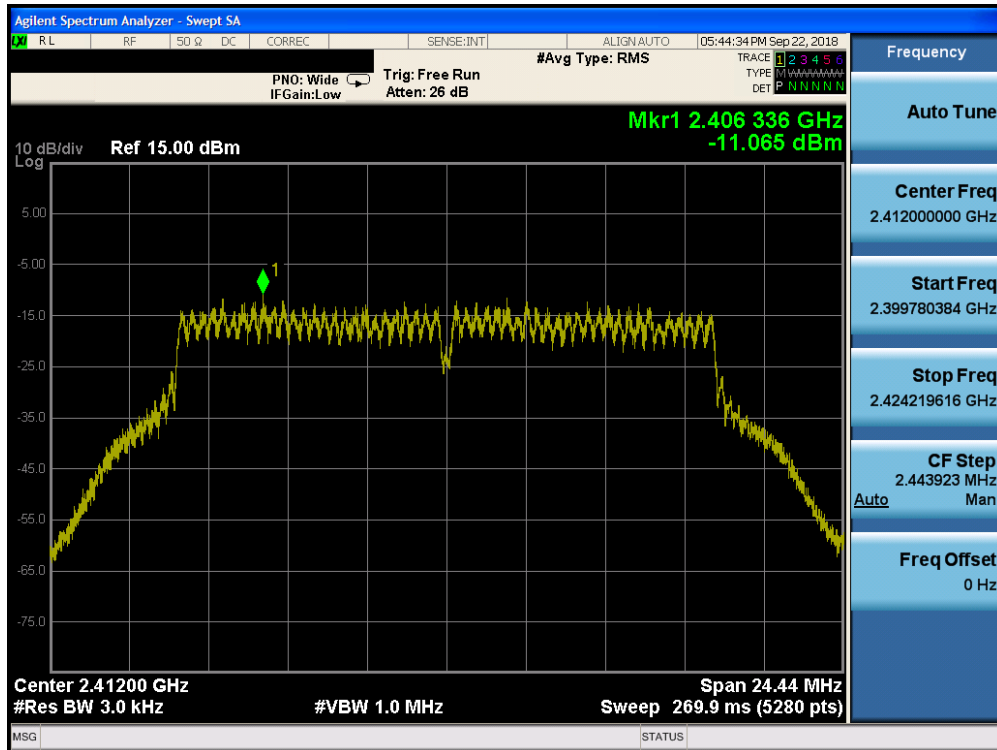 Agilent Spectrum Analyzer - Swept SA
LXI RL RF 50 Ω DC CORREC SENSE:INT ALIGN AUTO 05:44:34 PM Sep 22, 2018
Frequency
#Avg Type: RMS
TRACE 1 2 3 4 5 6
PNO: Wide Trig: Free Run
TYPE M WWWWW
IFGain:Low Atten: 26 dB
DET P N N N N N
Auto Tune
Mkr1 2.406 336 GHz
-11.065 dBm
10 dB/div Ref 15.00 dBm
Log
5.00
-5.00
-15.0
-25.0
-35.0
-45.0
-55.0
-65.0
-75.0
1
Center Freq
2.412000000 GHz
Start Freq
2.399780384 GHz
Stop Freq
2.424219616 GHz
CF Step
2.443923 MHz
Auto Man
Freq Offset
0 Hz
Center 2.41200 GHz Span 24.44 MHz
#Res BW 3.0 kHz #VBW 1.0 MHz Sweep 269.9 ms (5280 pts)
MSG STATUS